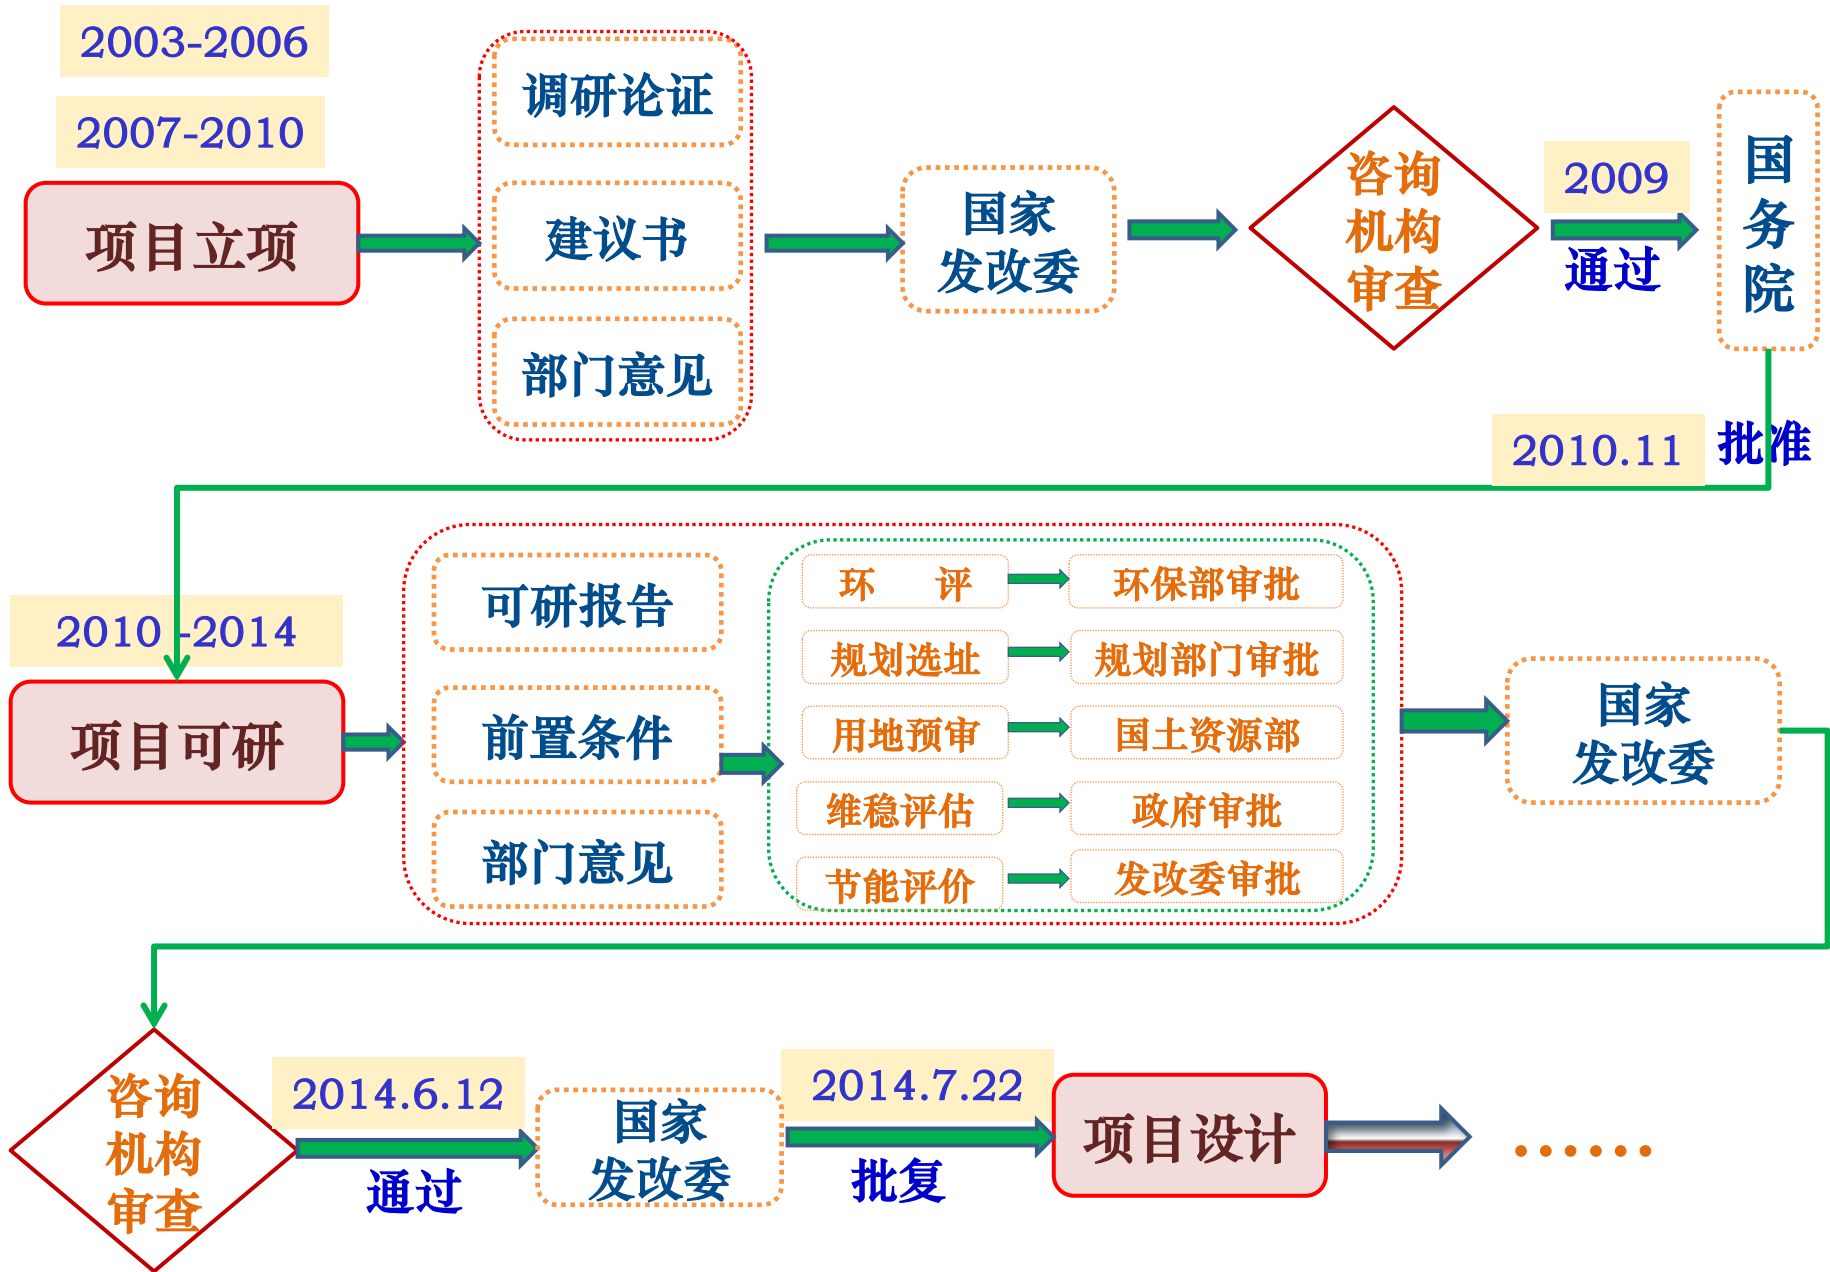 2003-2006
2007-2010
项目立项
调研论证
建议书
部门意见
国家
发改委
咨询
机构
审查
2009
通过
国
务
院
2010.11
批准
2010 -2014
项目可研
可研报告
前置条件
部门意见
环 评
环保部审批
规划选址
规划部门审批
用地预审
国土资源部
维稳评估
政府审批
节能评价
发改委审批
国家
发改委
咨询
机构
审查
2014.6.12
通过
国家
发改委
2014.7.22
批复
项目设计
……